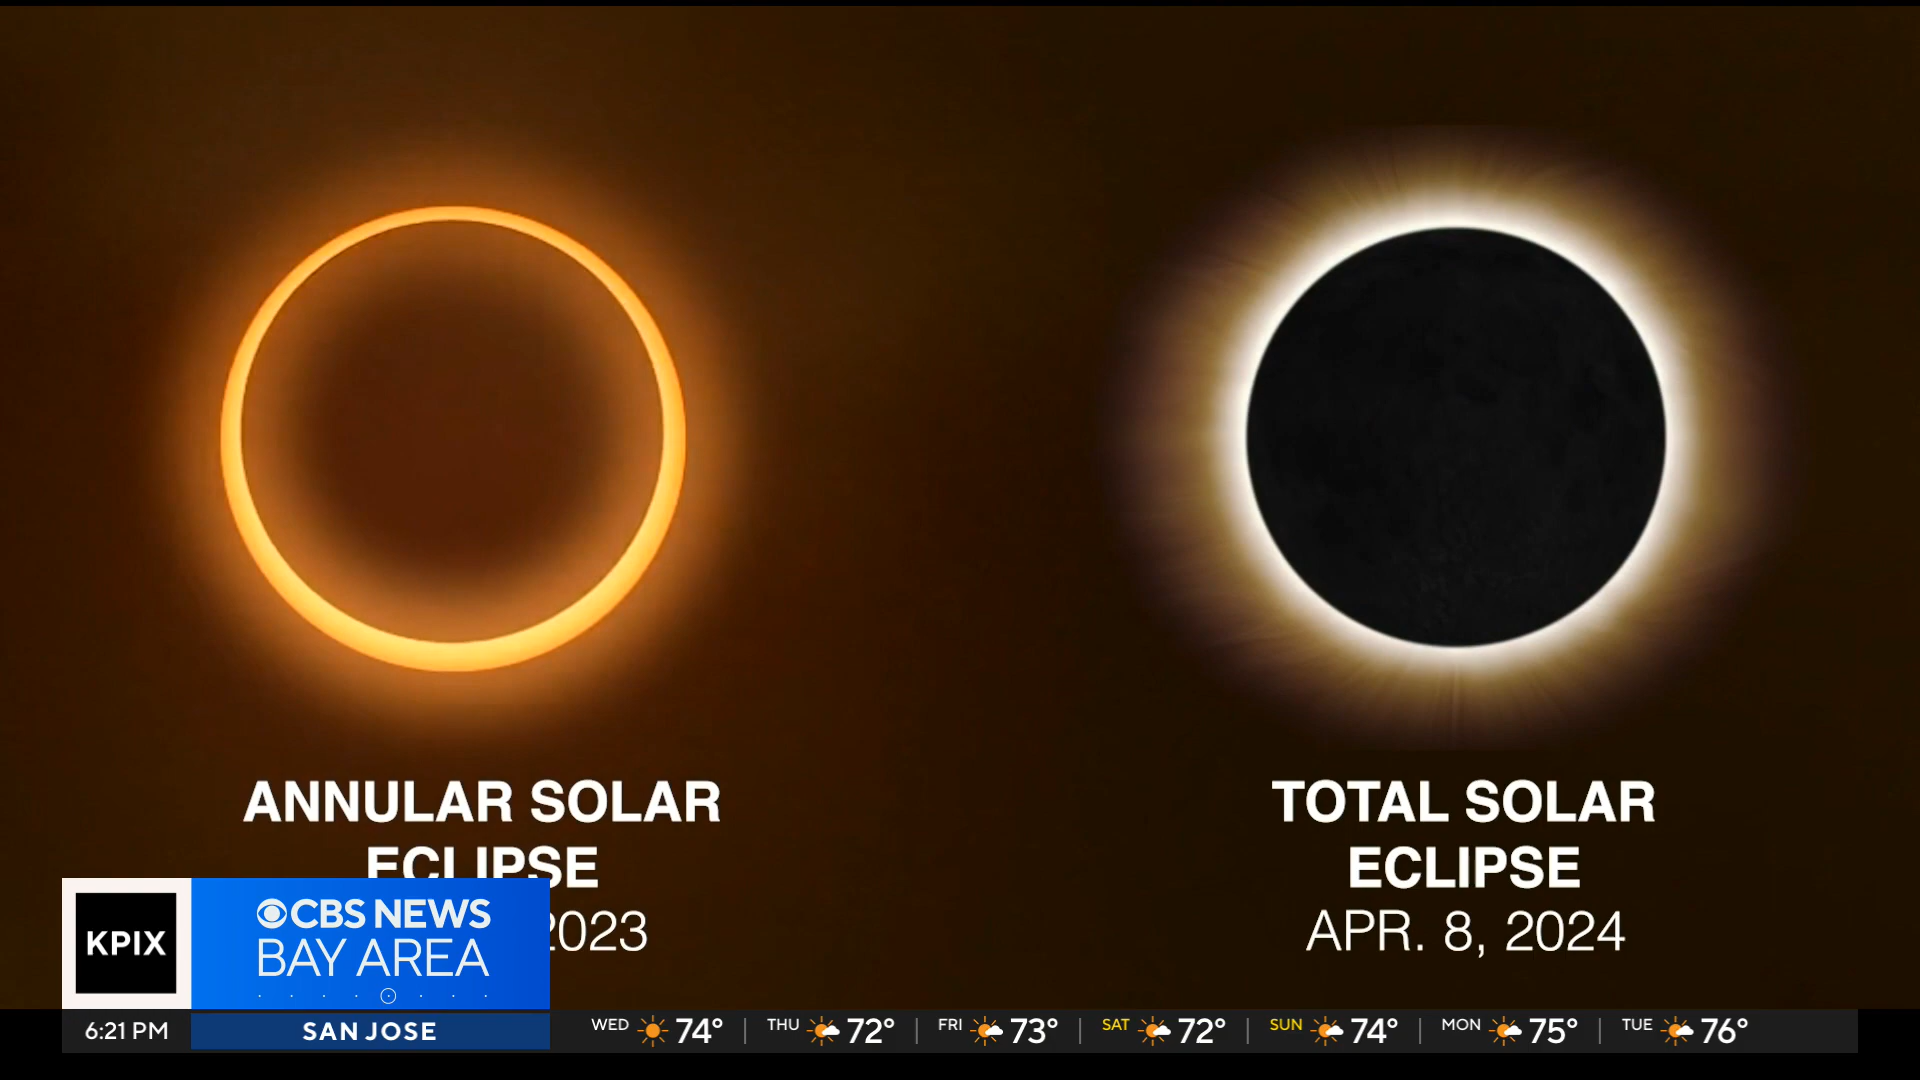 ANNULAR SOLAR
ECLIPSE
2023
TOTAL SOLAR
ECLIPSE
APR. 8, 2024
KPIX
CBS NEWS
BAY AREA
6:21 PM
SAN JOSE
WED 74° THU 72° FRI 73° SAT 72° SUN 74° MON 75° TUE 76°